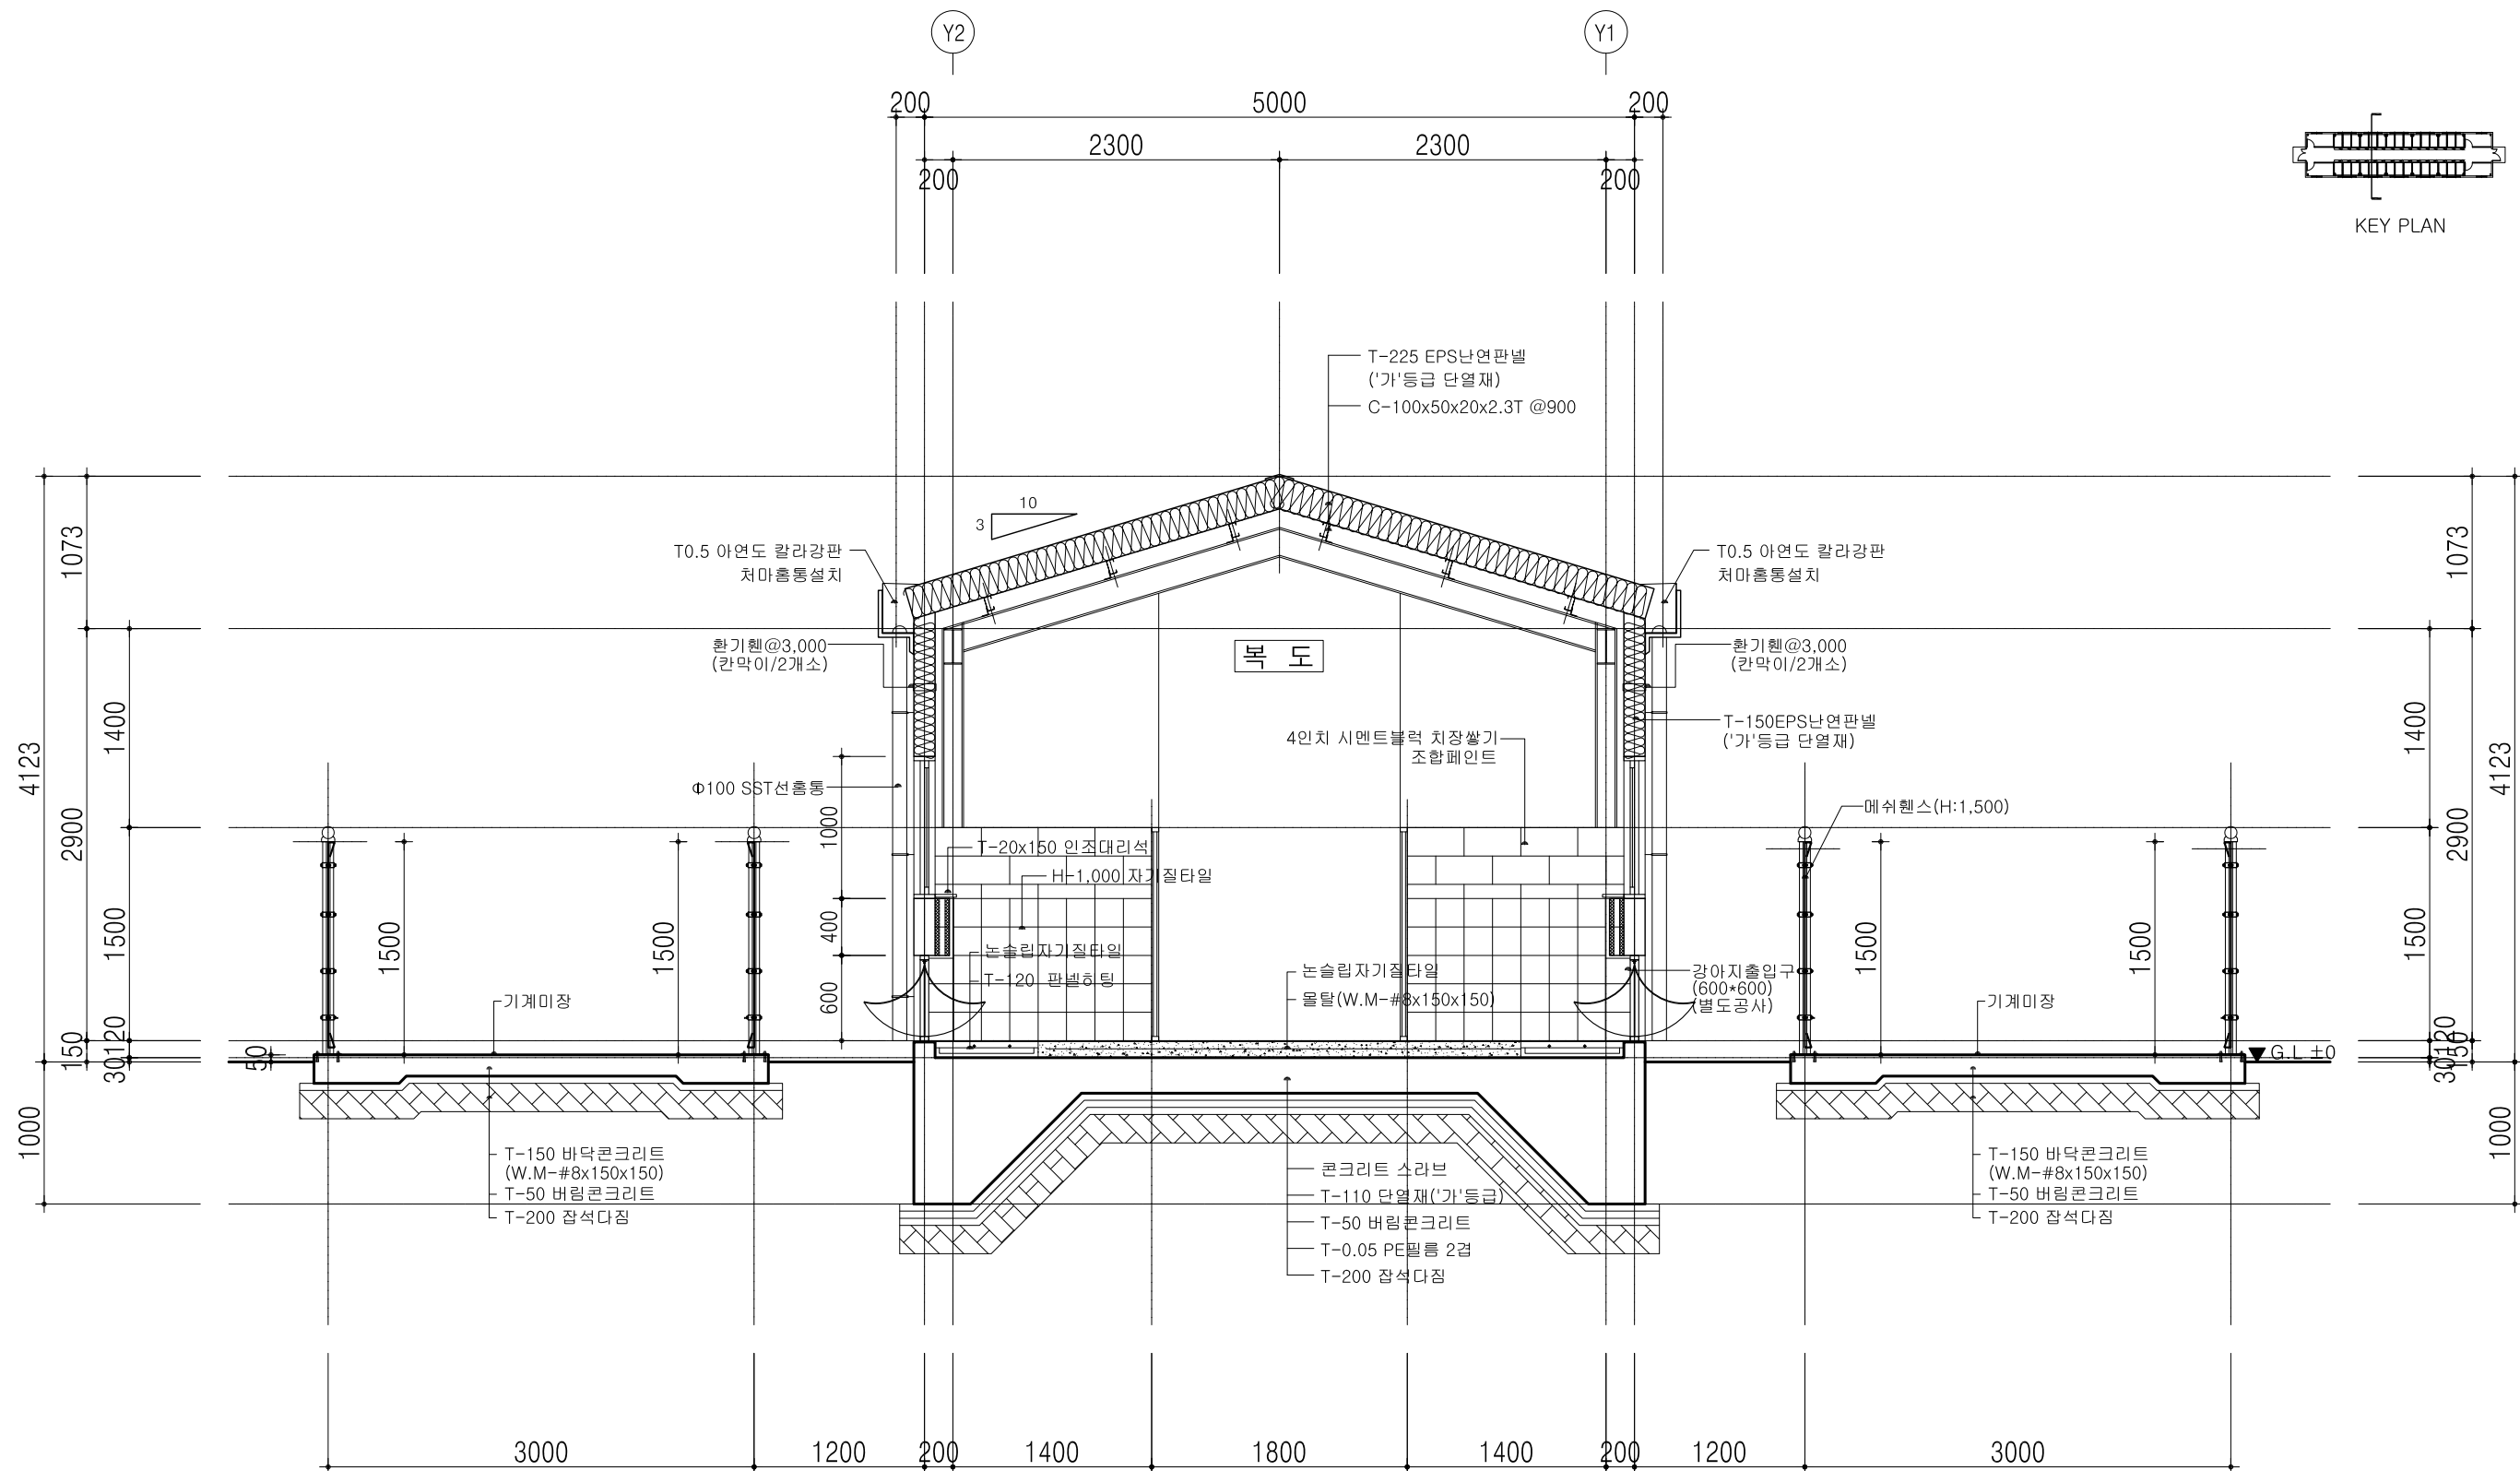 Y2
Y1
200
5000
200
2300
2300
200
200
KEY PLAN
T-225 EPS난연판넬
('가'등급 단열재)
C-100x50x20x2.3T @900
10
3
T0.5 아연도 칼라강판
처마홈통설치
T0.5 아연도 칼라강판
처마홈통설치
환기휀@3,000
(칸막이/2개소)
복 도
환기휀@3,000
(칸막이/2개소)
T-150EPS난연판넬
('가'등급 단열재)
4인치 시멘트블럭 치장쌓기
조합페인트
Φ100 SST선홈통
메쉬휀스(H:1,500)
T-20x150 인조대리석
H-1,000 자기질타일
논슬립자기질타일
T-120 판넬히팅
논슬립자기질타일
몰탈(W.M-#8x150x150)
강아지출입구
(600*600)
(별도공사)
기계미장
기계미장
G.L ±0
4123
1000
1073
2900
150
1400
1500
120
30
50
1500
1500
1000
400
600
1500
1500
1400
1500
120
30
1073
2900
150
4123
1000
T-150 바닥콘크리트
(W.M-#8x150x150)
T-50 버림콘크리트
T-200 잡석다짐
콘크리트 스라브
T-110 단열재('가'등급)
T-50 버림콘크리트
T-0.05 PE필름 2겹
T-200 잡석다짐
T-150 바닥콘크리트
(W.M-#8x150x150)
T-50 버림콘크리트
T-200 잡석다짐
3000
1200
200
1400
1800
1400
200
1200
3000